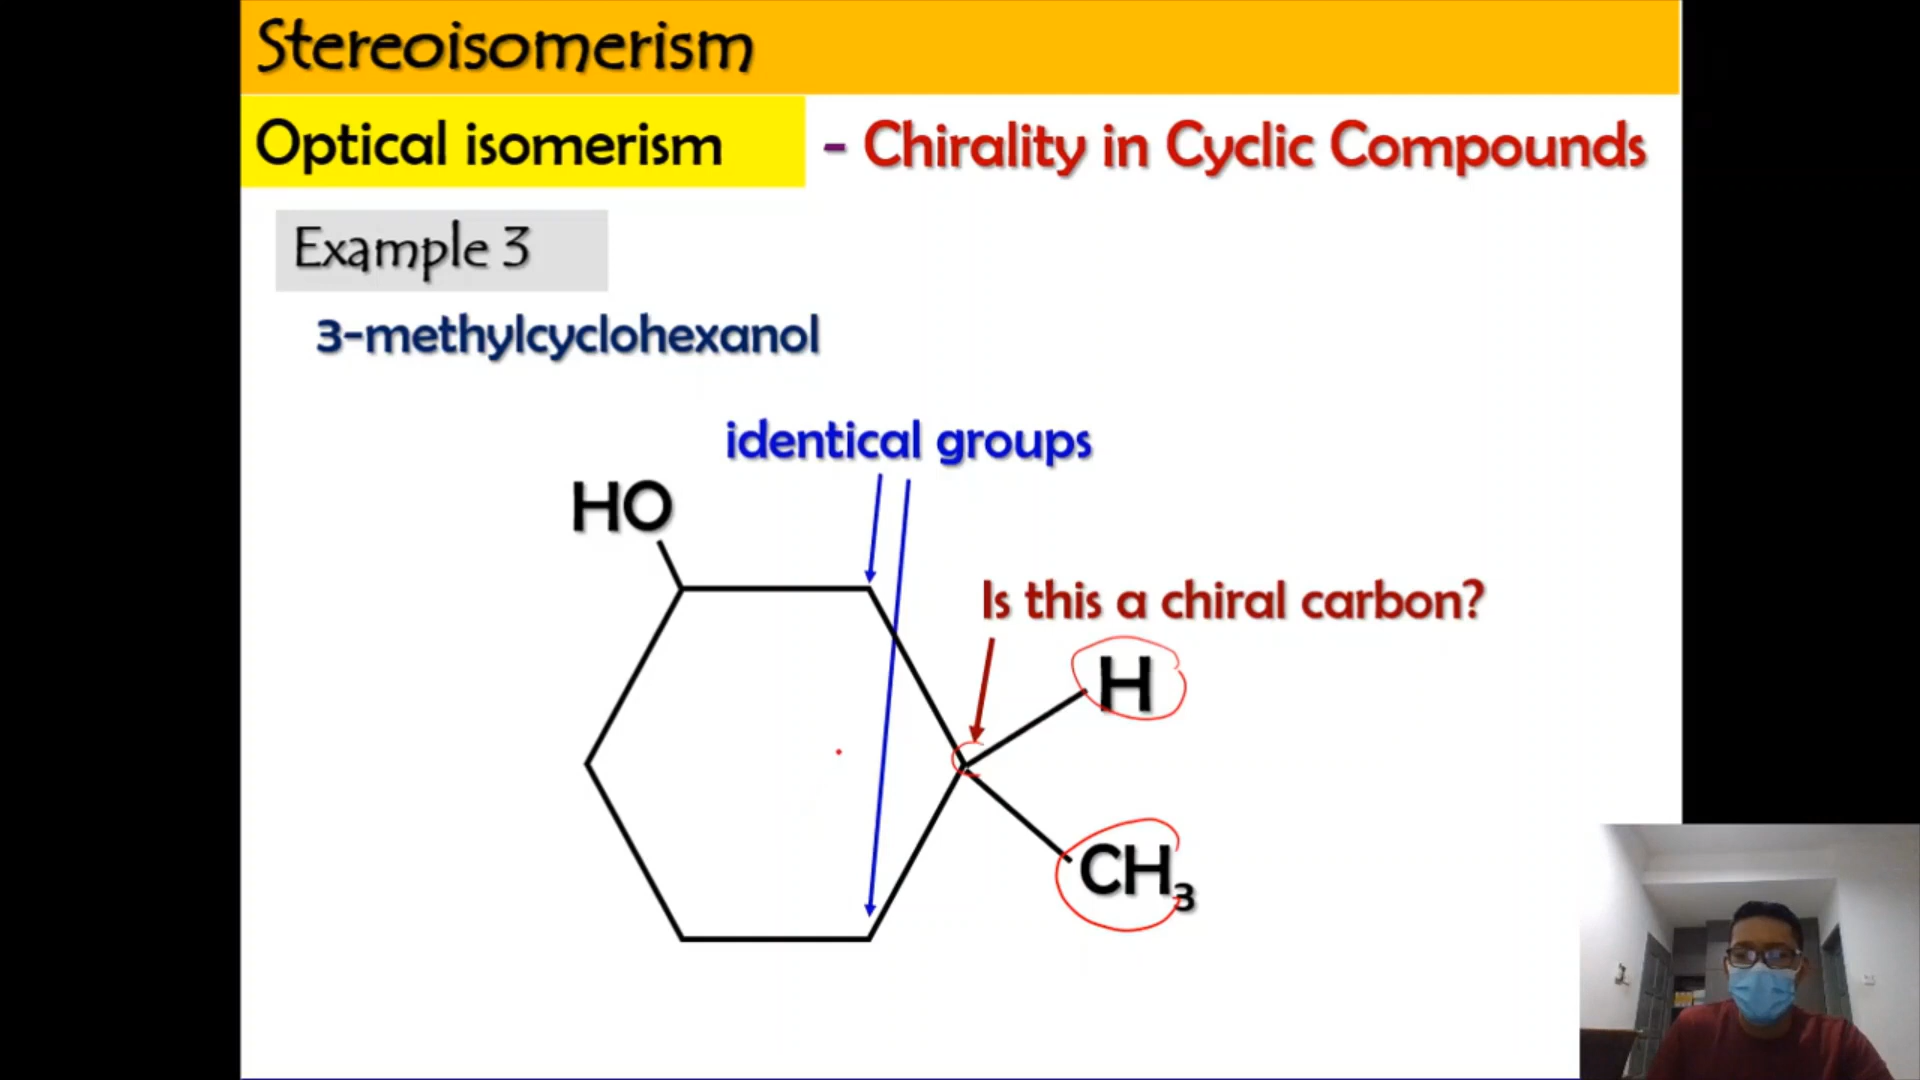 Stereoisomerism
Optical isomerism - Chirality in Cyclic Compounds
Example 3
3-methylcyclohexanol
identical groups
HO
Is this a chiral carbon?
H
CH₃